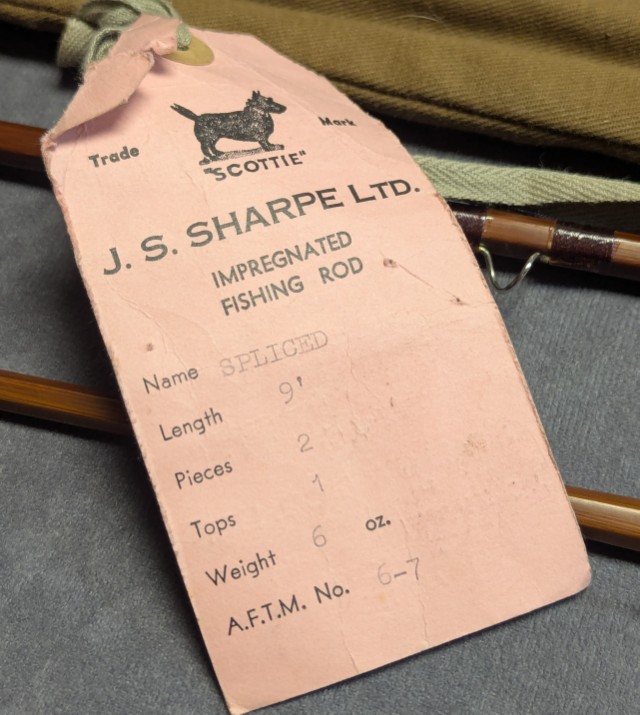 Trade Mark
"SCOTTIE"
J. S. SHARPE LTD.
IMPREGNATED
FISHING ROD
Name SPLICED
Length 9'
Pieces 2
Tops 1
Weight 6 oz.
A.F.T.M. No. 6-7